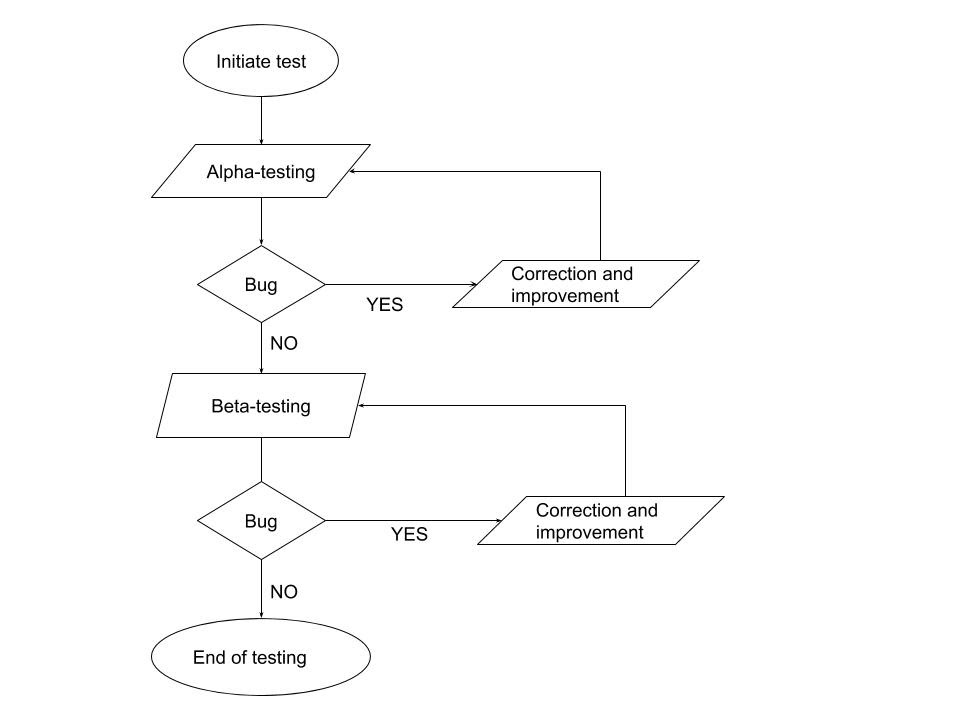 Initiate test
Alpha-testing
Bug
YES
Correction and
improvement
NO
Beta-testing
Bug
YES
Correction and
improvement
NO
End of testing